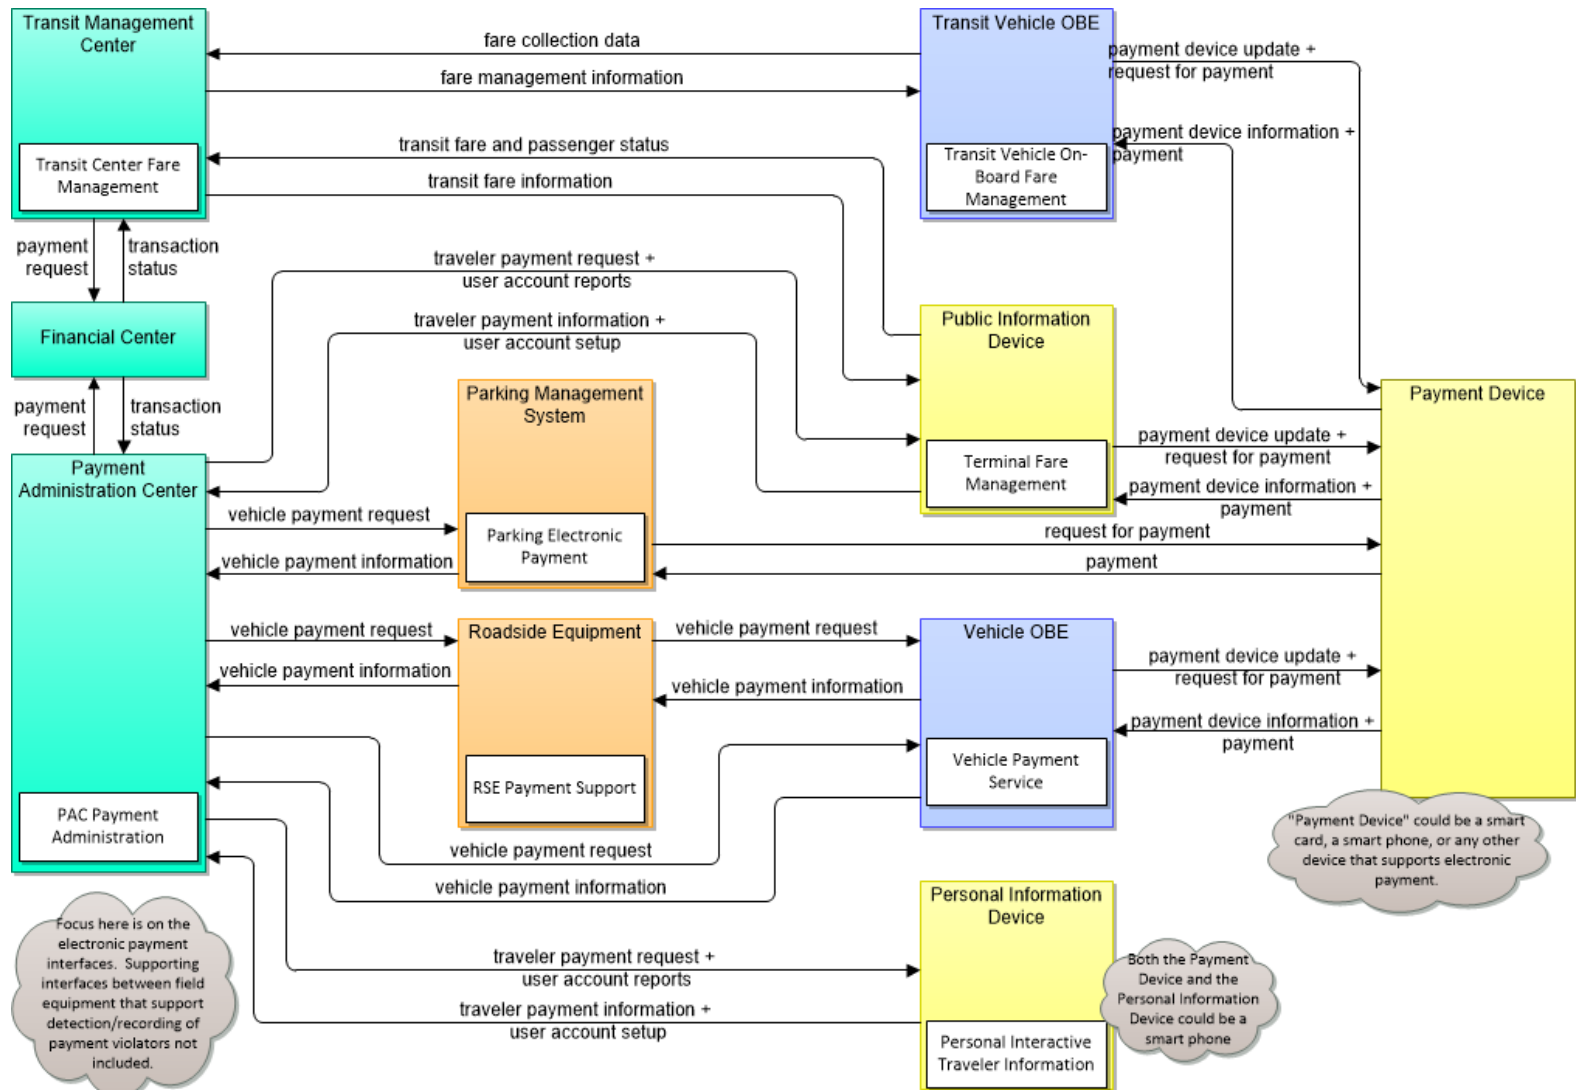 Transit Management
Center
Transit Center Fare
Management
fare collection data
fare management information
transit fare and passenger status
transit fare information
Transit Vehicle OBE
Transit Vehicle On-
Board Fare
Management
payment device update +
request for payment
payment device information +
payment
payment
request
transaction
status
Financial Center
payment
request
transaction
status
traveler payment request +
user account reports
traveler payment information +
user account setup
Public Information
Device
Terminal Fare
Management
payment device update +
request for payment
payment device information +
payment
Payment Device
Parking Management
System
Parking Electronic
Payment
request for payment
payment
Payment
Administration Center
PAC Payment
Administration
vehicle payment request
vehicle payment information
vehicle payment request
vehicle payment information
Roadside Equipment
RSE Payment Support
vehicle payment request
vehicle payment information
Vehicle OBE
Vehicle Payment
Service
payment device update +
request for payment
payment device information +
payment
vehicle payment request
vehicle payment information
"Payment Device" could be a smart
card, a smart phone, or any other
device that supports electronic
payment.
Focus here is on the
electronic payment
interfaces. Supporting
interfaces between field
equipment that support
detection/recording of
payment violators not
included.
traveler payment request +
user account reports
traveler payment information +
user account setup
Personal Information
Device
Personal Interactive
Traveler Information
Both the Payment
Device and the
Personal Information
Device could be a
smart phone